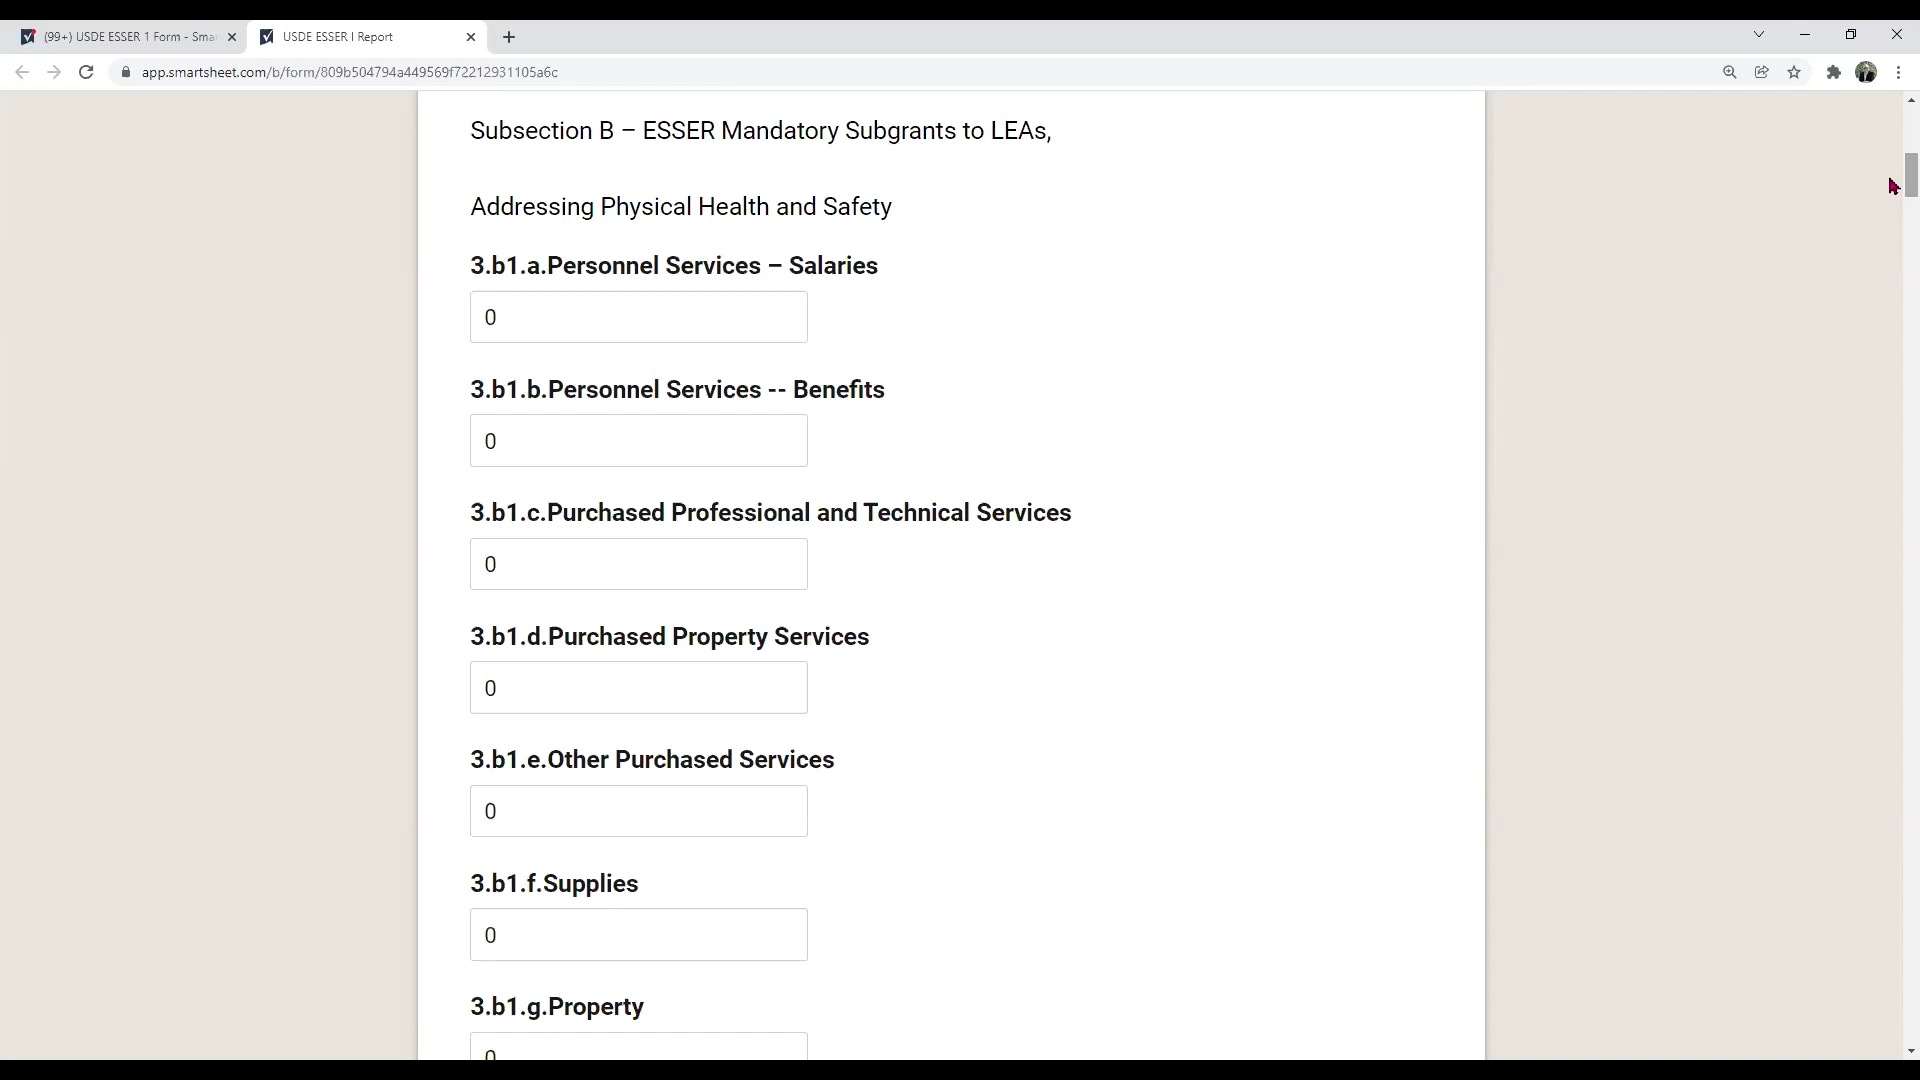 (99+) USDE ESSER 1 Form - Sma
USDE ESSER I Report
app.smartsheet.com/b/form/809b504794a449569f72212931105a6c
Subsection B – ESSER Mandatory Subgrants to LEAs,
Addressing Physical Health and Safety
3.b1.a.Personnel Services – Salaries
0
3.b1.b.Personnel Services -- Benefits
0
3.b1.c.Purchased Professional and Technical Services
0
3.b1.d.Purchased Property Services
0
3.b1.e.Other Purchased Services
0
3.b1.f.Supplies
0
3.b1.g.Property
0